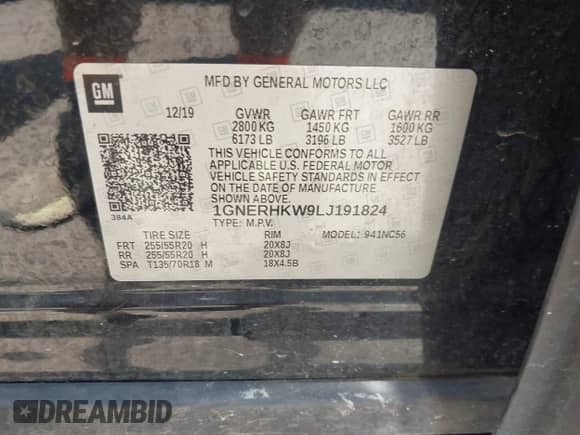 GM
MFD BY GENERAL MOTORS LLC
12/19 GVWR GAWR FRT GAWR RR
2800 KG 1450 KG 1600 KG
6173 LB 3196 LB 3527 LB
THIS VEHICLE CONFORMS TO ALL
APPLICABLE U.S. FEDERAL MOTOR
VEHICLE SAFETY STANDARDS IN EFFECT
ON THE DATE OF MANUFACTURE
SHOWN ABOVE.
384A 1GNERHKW9LJ191824
TYPE: M.P.V.
TIRE SIZE RIM MODEL: 941NC56
FRT 255/55R20 H 20X8J
RR 255/55R20 H 20X8J
SPA T135/70R18 M 18X4.5B
DREAMBID